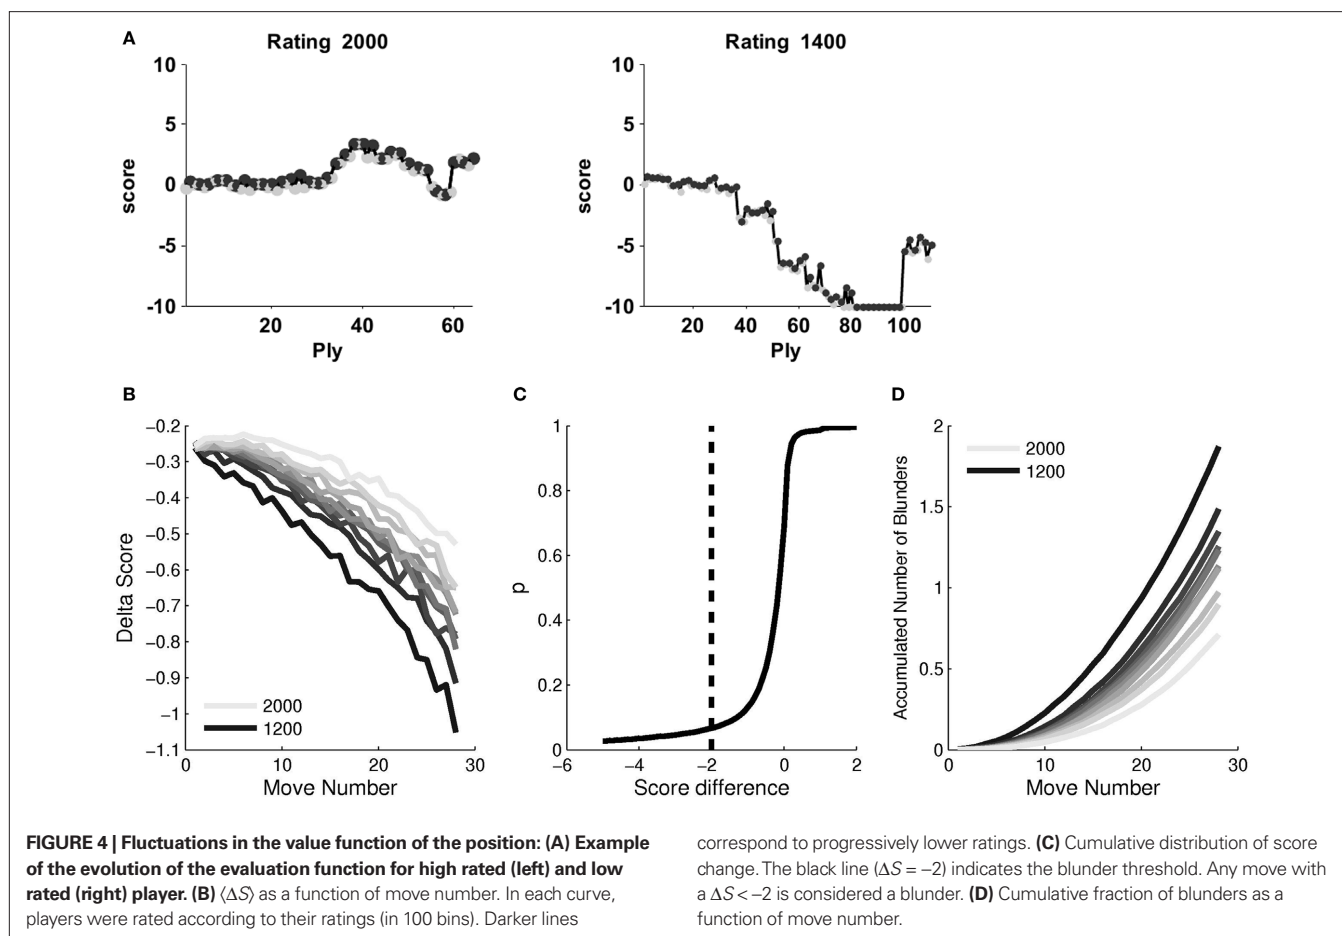 A
Rating 2000
Rating 1400
10
5
0
-5
-10
score
20
40
60
Ply
10
5
0
-5
-10
score
20
40
60
80
100
Ply
B
C
D
−0.2
−0.3
−0.4
−0.5
−0.6
−0.7
−0.8
−0.9
−1
−1.1
Delta Score
2000
1200
0
10
20
30
Move Number
1
0.8
0.6
0.4
0.2
0
p
−6
−4
−2
0
2
Score difference
2
1.5
1
0.5
0
Accumulated Number of Blunders
2000
1200
0
10
20
30
Move Number
FIGURE 4 | Fluctuations in the value function of the position: (A) Example
of the evolution of the evaluation function for high rated (left) and low
rated (right) player. (B) ⟨ΔS⟩ as a function of move number. In each curve,
players were rated according to their ratings (in 100 bins). Darker lines
correspond to progressively lower ratings. (C) Cumulative distribution of score
change. The black line (ΔS = −2) indicates the blunder threshold. Any move with
a ΔS < −2 is considered a blunder. (D) Cumulative fraction of blunders as a
function of move number.